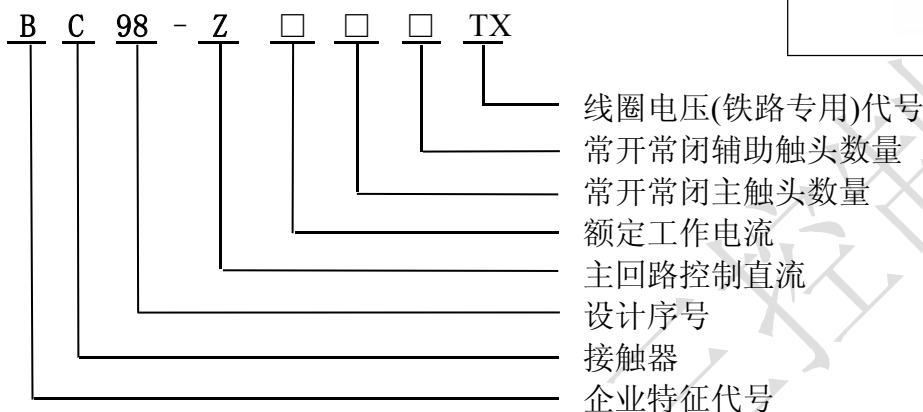 B C 98 - Z □ □ □ TX
线圈电压(铁路专用)代号
常开常闭辅助触头数量
常开常闭主触头数量
额定工作电流
主回路控制直流
设计序号
接触器
企业特征代号